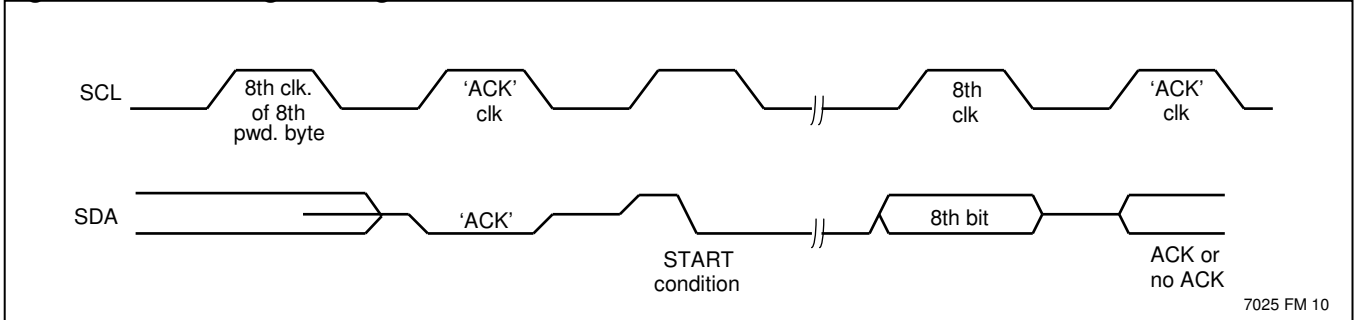 SCL
8th clk.
of 8th
pwd. byte
'ACK'
clk
8th
clk
'ACK'
clk
SDA
'ACK'
START
condition
8th bit
ACK or
no ACK
7025 FM 10